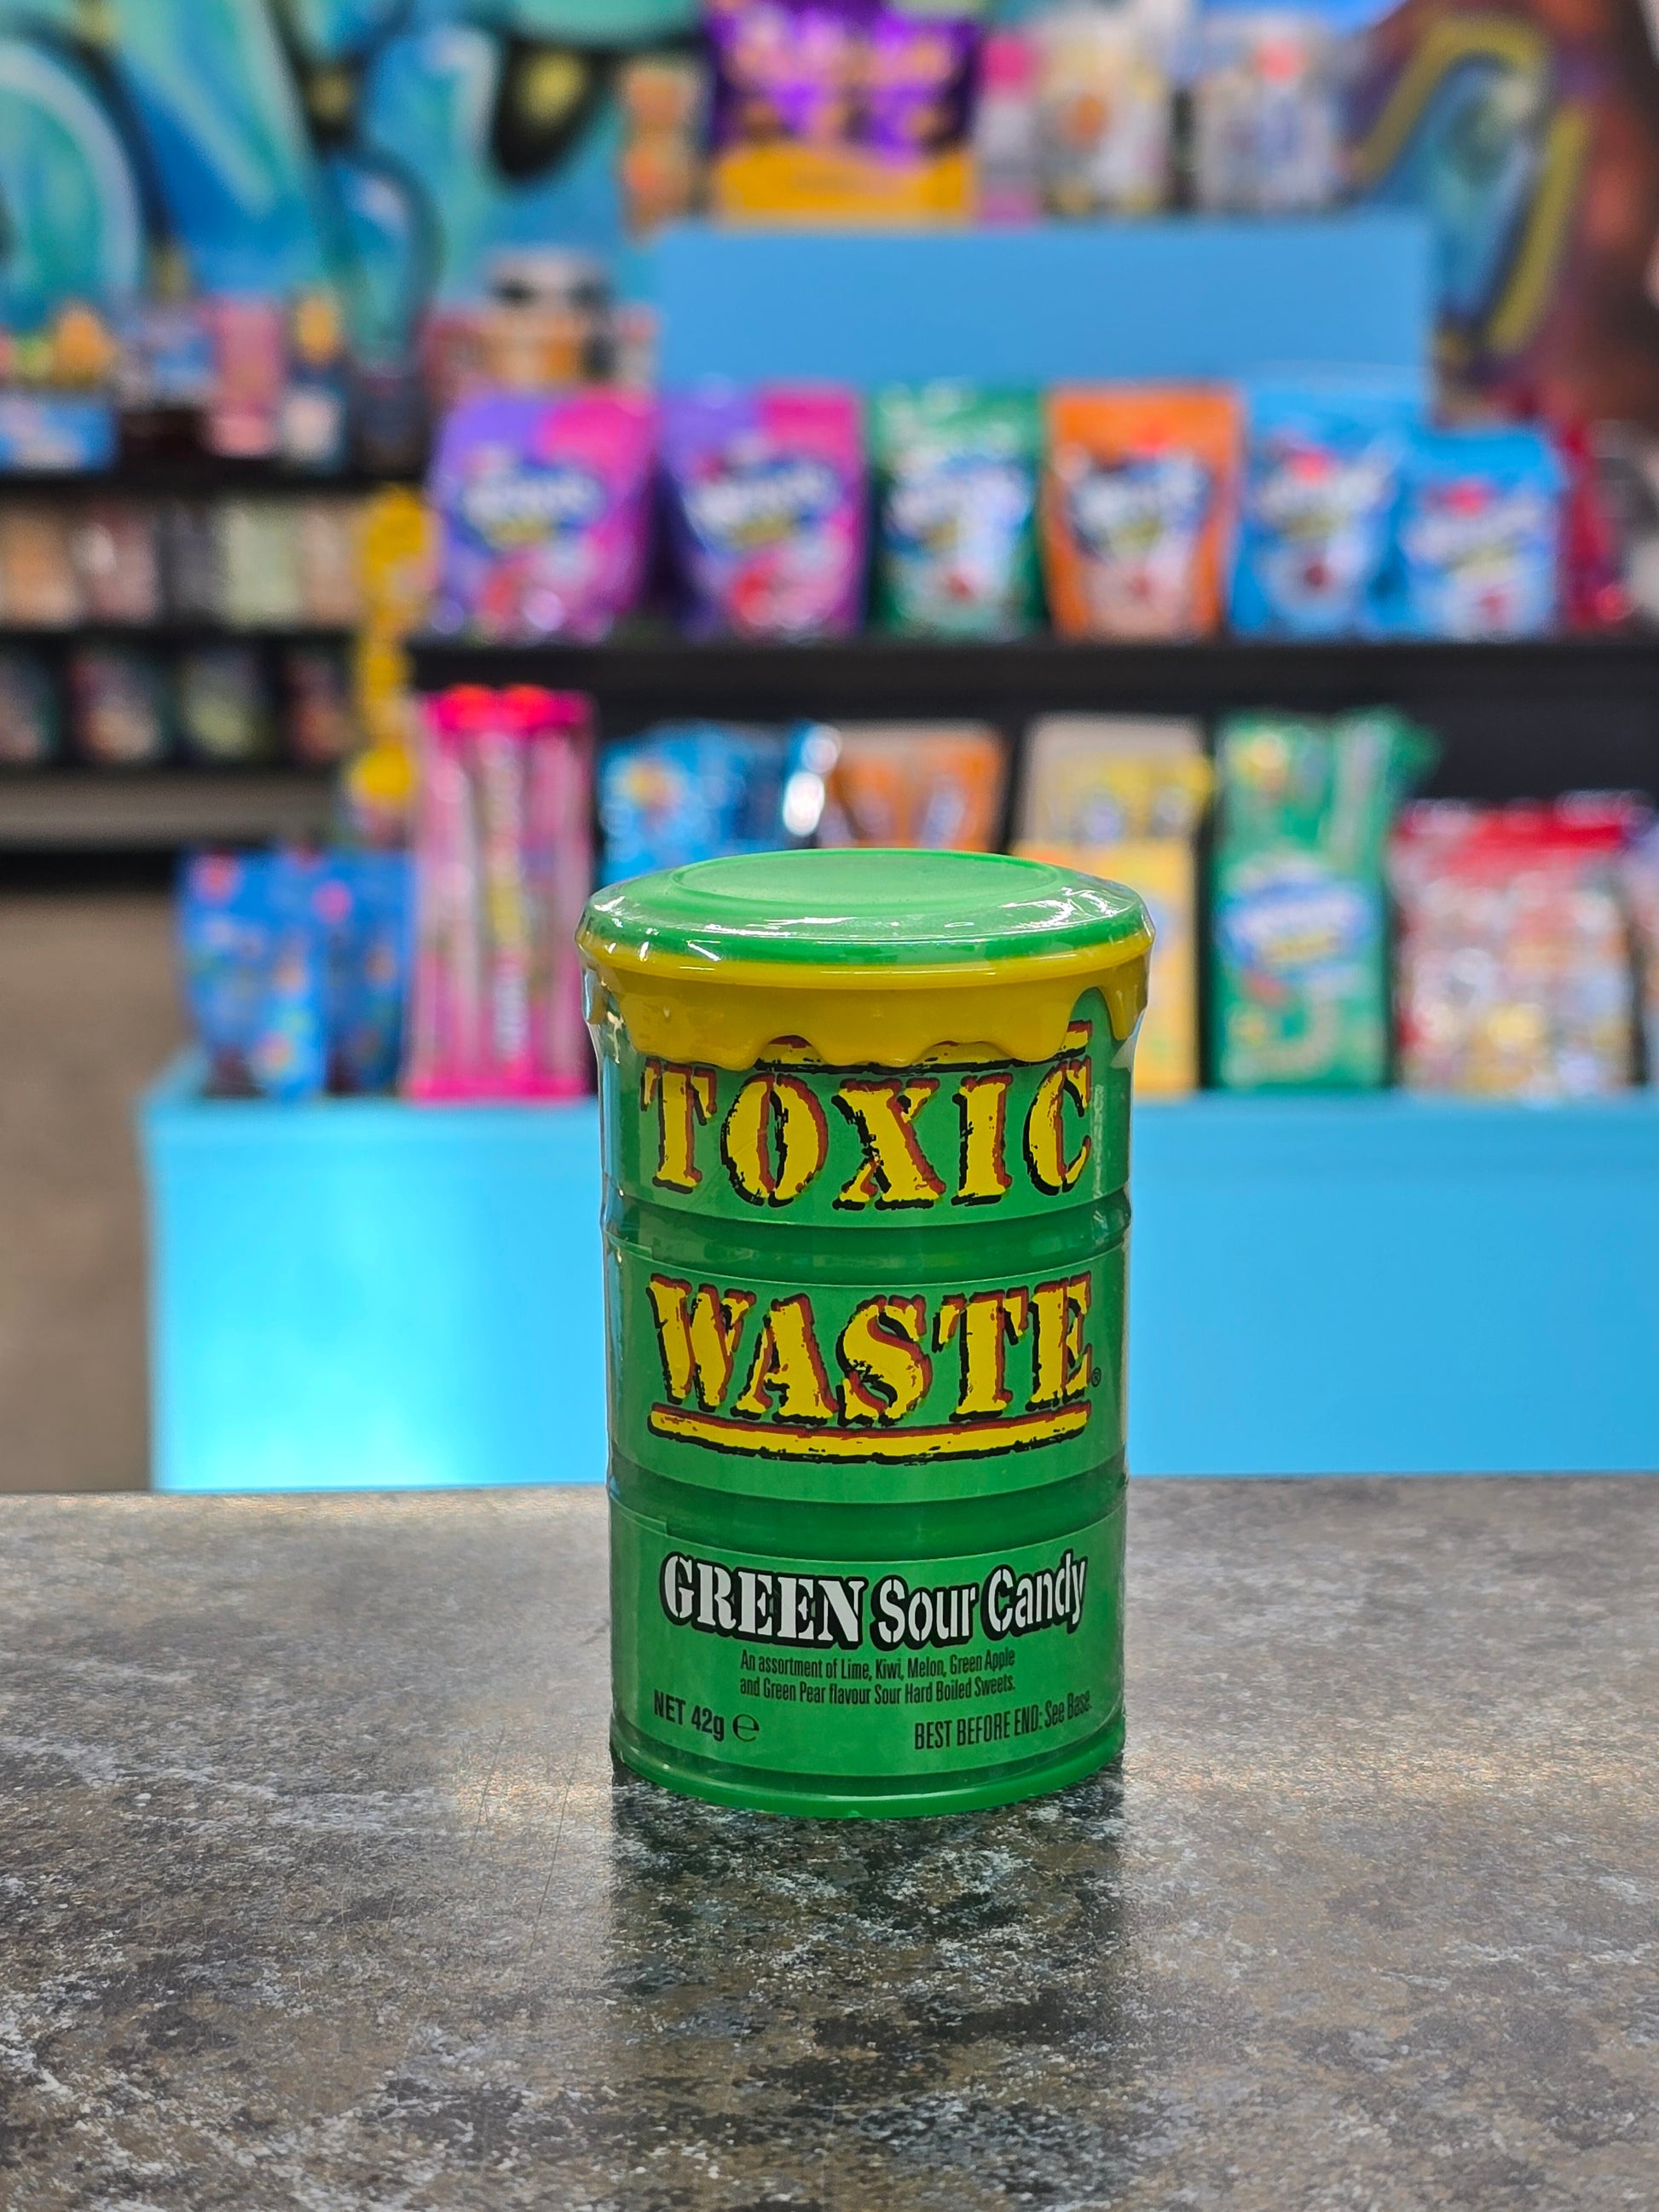 TOXIC
WASTE®
GREEN Sour Candy
An assortment of Lime, Kiwi, Melon, Green Apple
and Green Pear flavour Sour Hard Boiled Sweets.
NET 42g ℮
BEST BEFORE END: See Base.